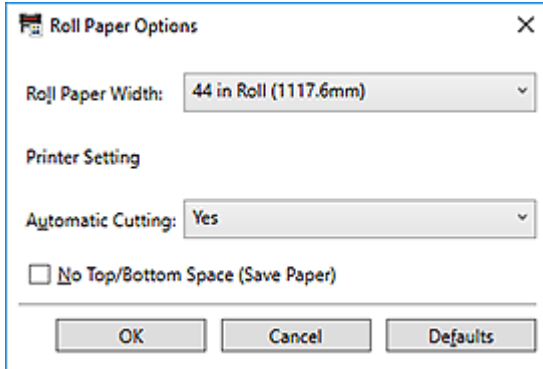 Roll Paper Options
Roll Paper Width: 44 in Roll (1117.6mm)
Printer Setting
Automatic Cutting: Yes
No Top/Bottom Space (Save Paper)
OK Cancel Defaults